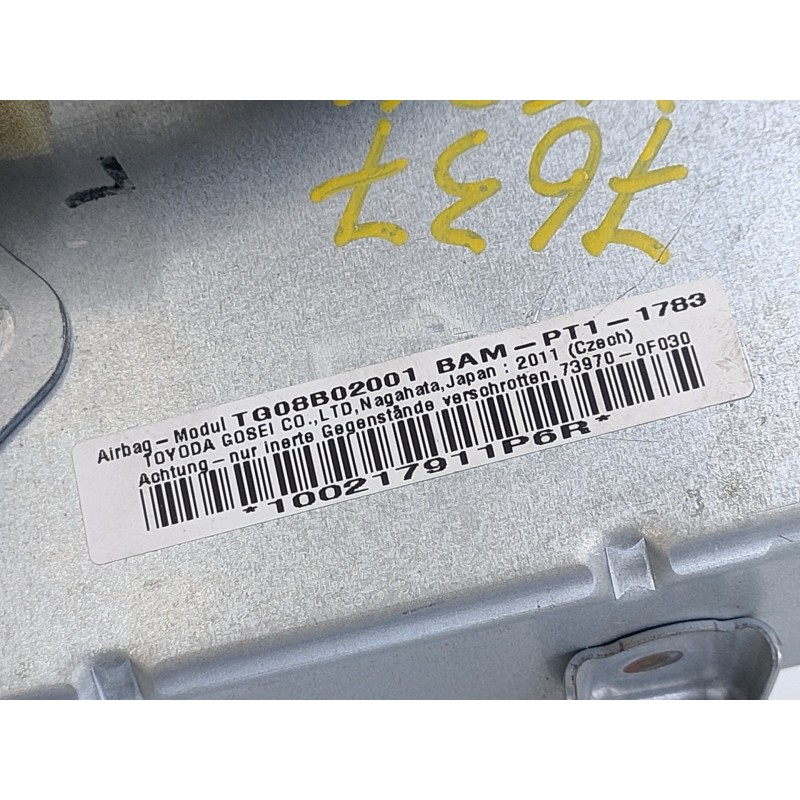 7637
Airbag-Modul TG08B02001 BAM-PT1-1783
TOYODA GOSEI CO.,LTD,Nagahata,Japan : 2011 (Czech)
Achtung-nur inerte Gegenstände verschrotten. 73970-0F030
*100217911P6R*